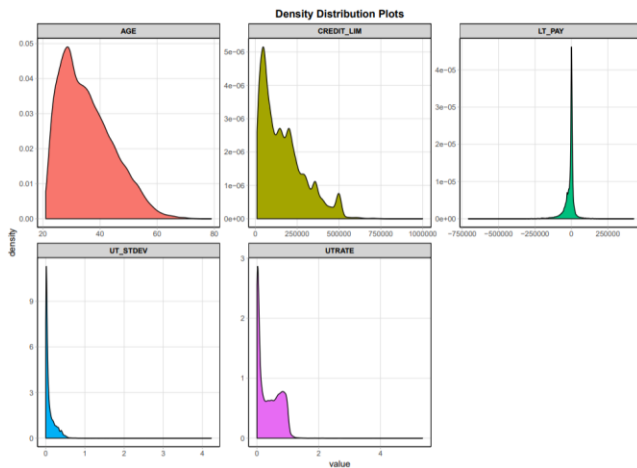 Density Distribution Plots
AGE
CREDIT_LIM
LT_PAY
0.05
0.04
0.03
0.02
0.01
0.00
20 40 60 80
5e-06
4e-06
3e-06
2e-06
1e-06
0e+00
0 250000 500000 750000 1000000
4e-05
3e-05
2e-05
1e-05
0e+00
-750000 -500000 -250000 0 250000
density
UT_STDEV
UTRATE
9
6
3
0
0 1 2 3 4
3
2
1
0
0 2 4
value